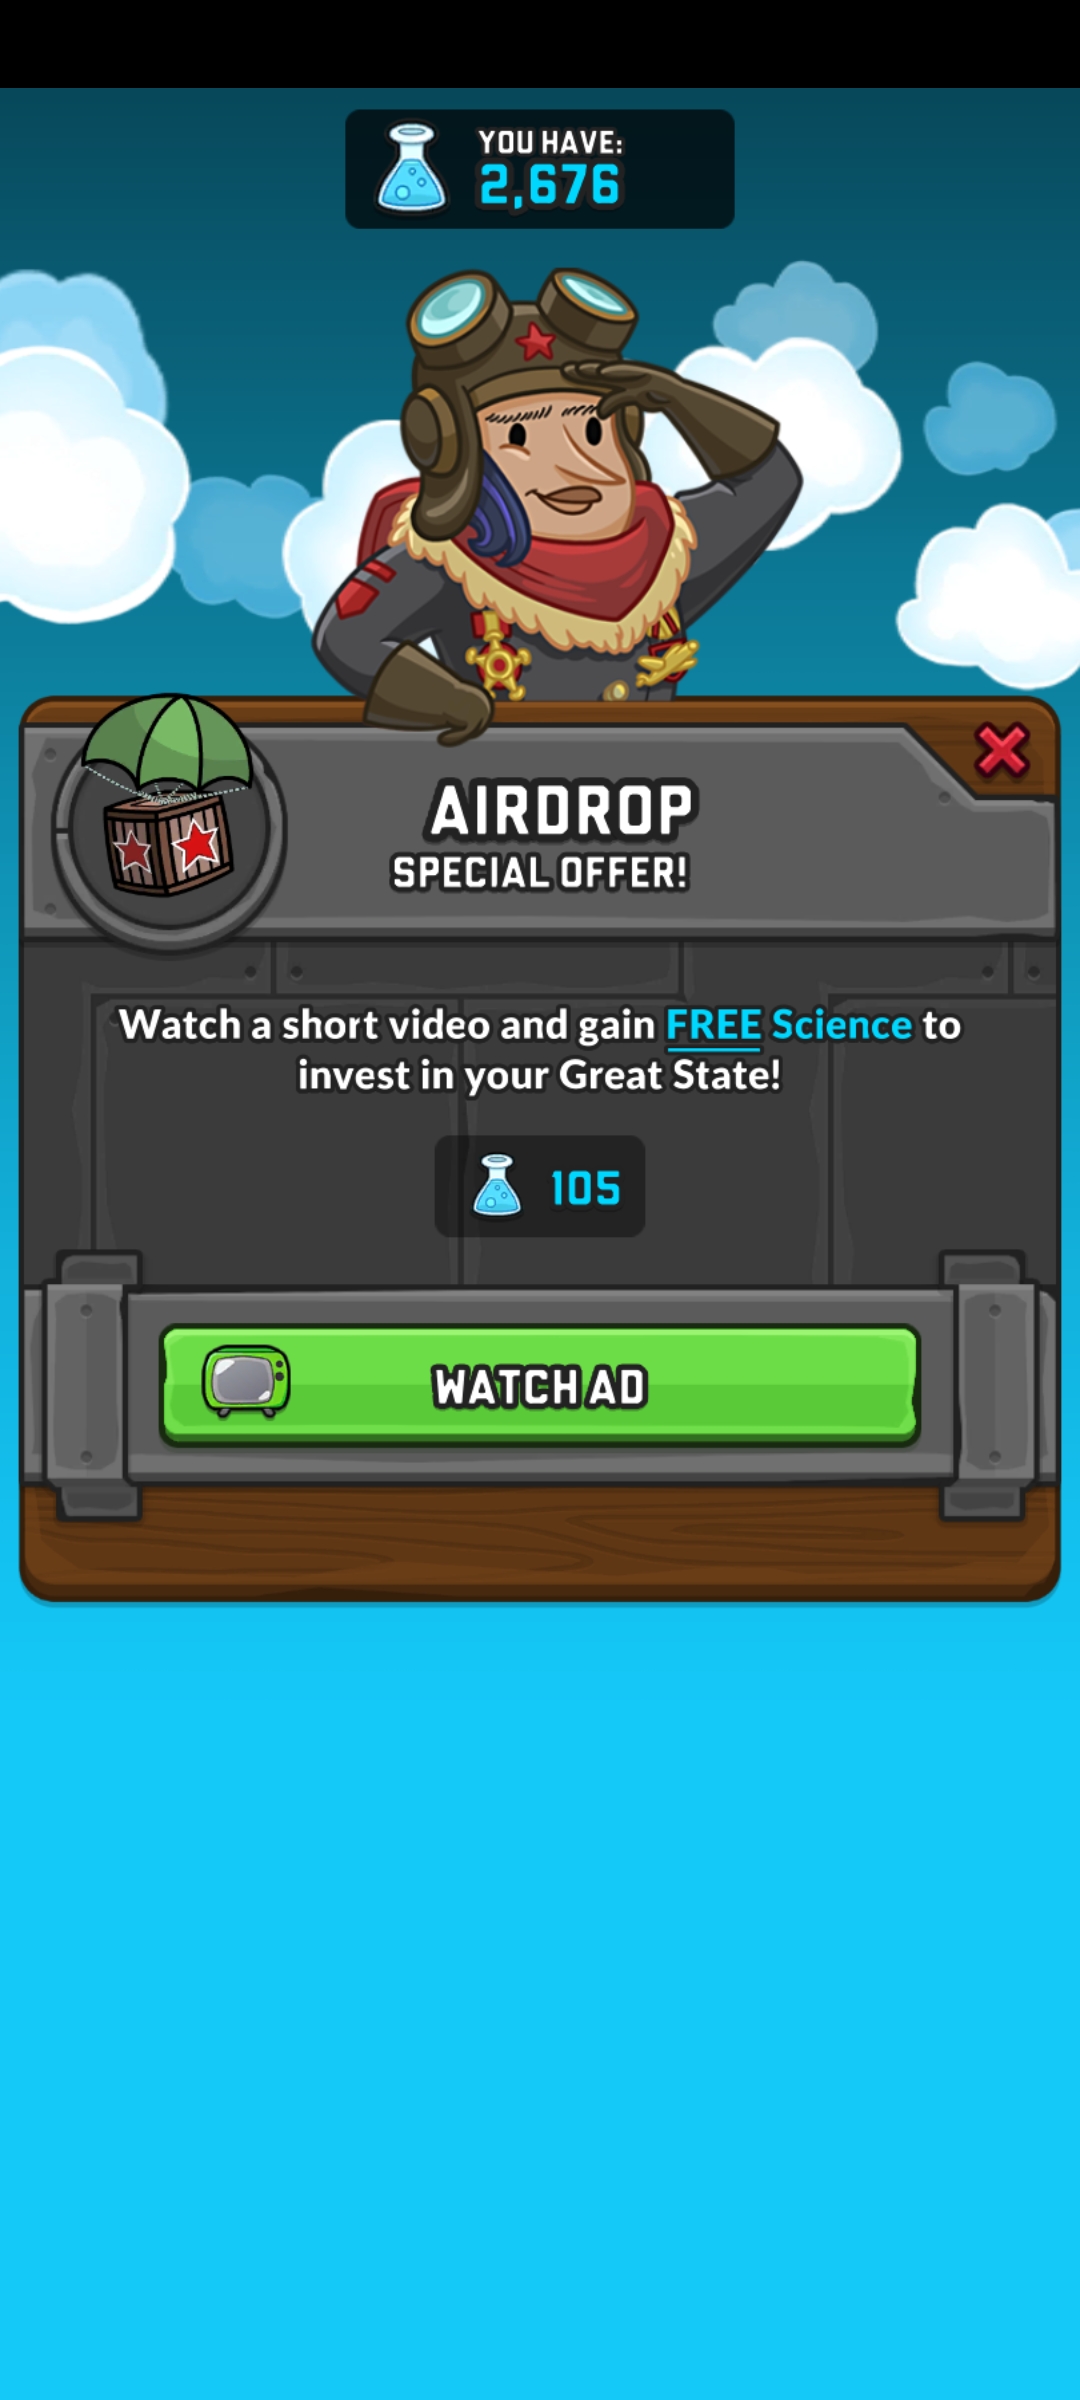 YOU HAVE:
2,676
AIRDROP
SPECIAL OFFER!
Watch a short video and gain FREE Science to
invest in your Great State!
105
WATCH AD